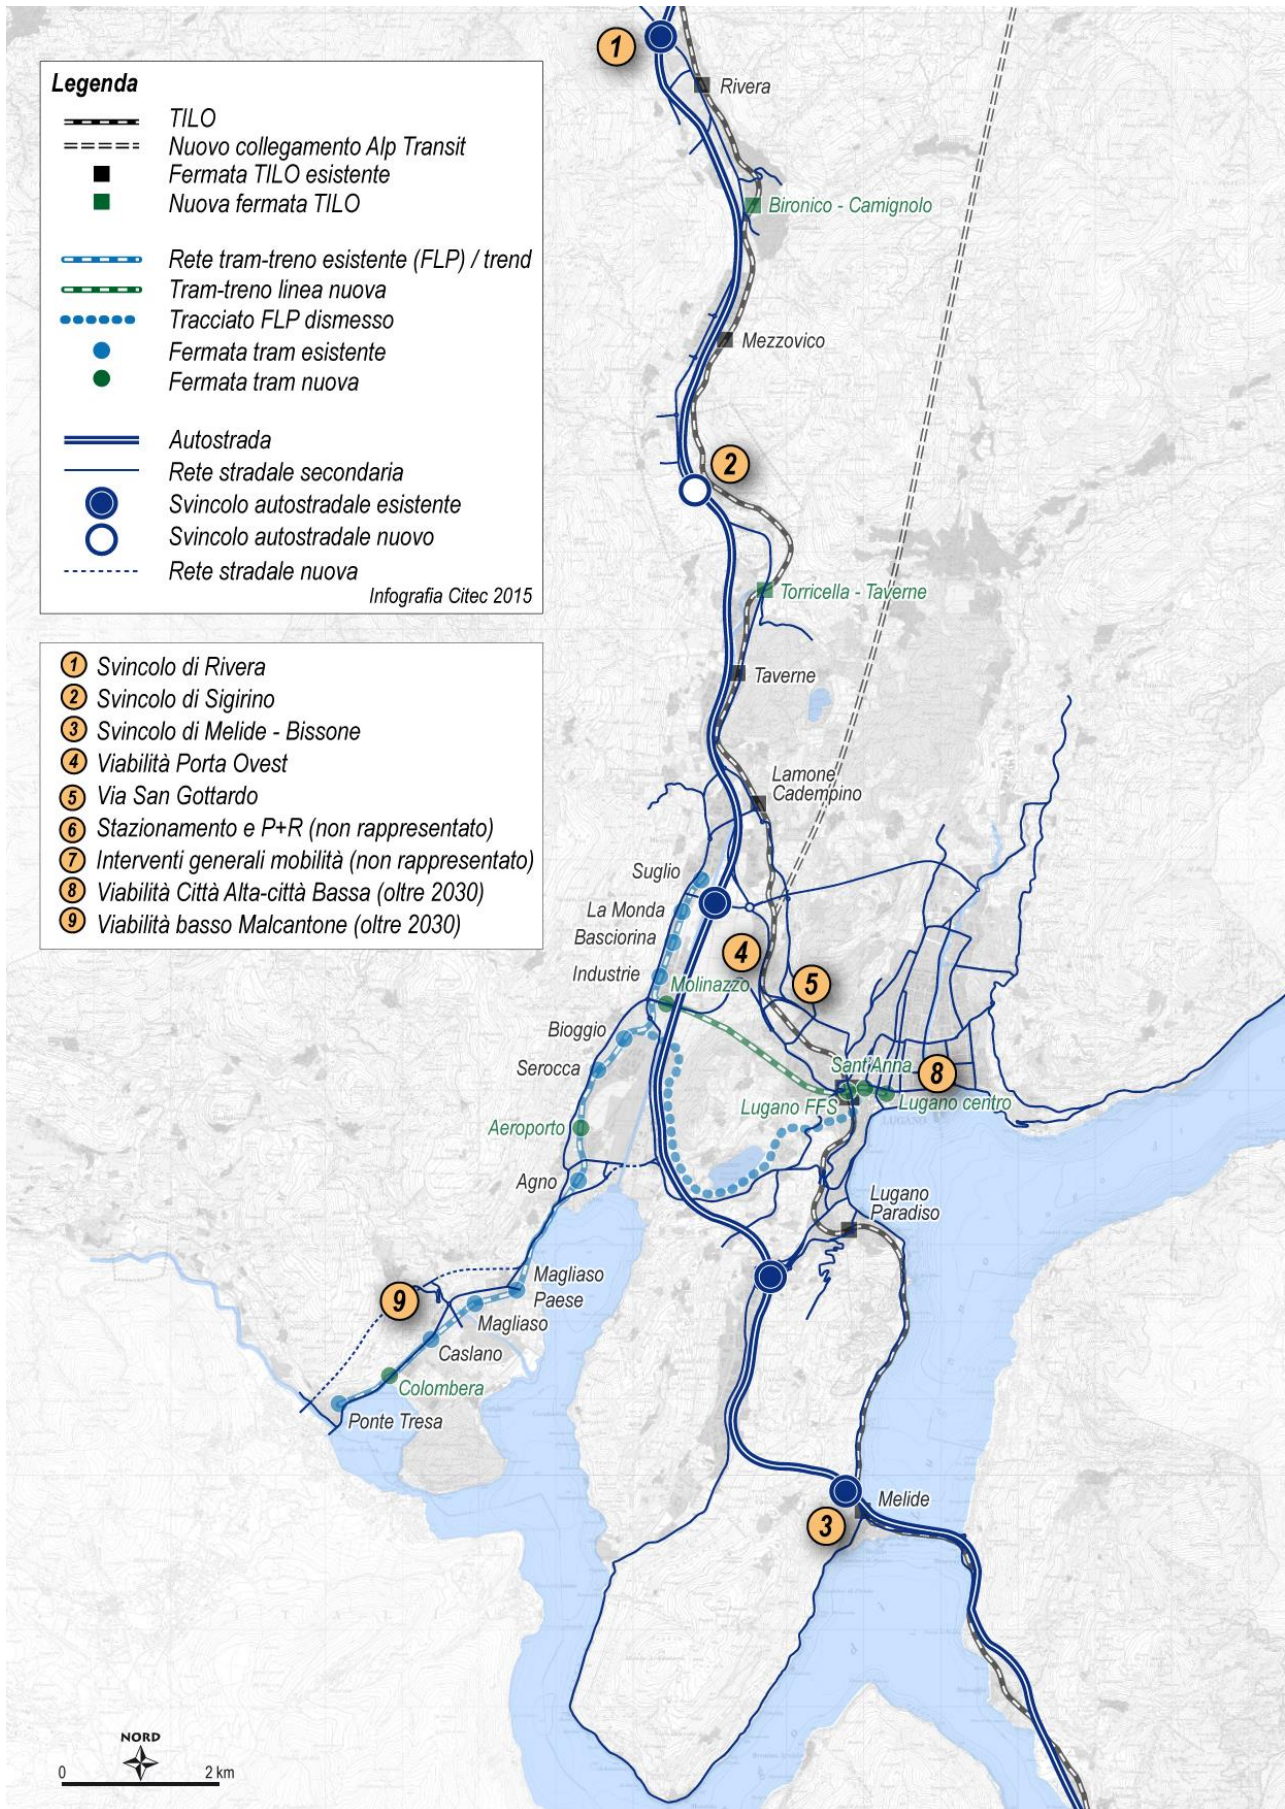 Legenda
TILO
Nuovo collegamento Alp Transit
Fermata TILO esistente
Nuova fermata TILO
Rete tram-treno esistente (FLP) / trend
Tram-treno linea nuova
Tracciato FLP dismesso
Fermata tram esistente
Fermata tram nuova
Autostrada
Rete stradale secondaria
Svincolo autostradale esistente
Svincolo autostradale nuovo
Rete stradale nuova
Infografia Citec 2015
1 Svincolo di Rivera
2 Svincolo di Sigirino
3 Svincolo di Melide - Bissone
4 Viabilità Porta Ovest
5 Via San Gottardo
6 Stazionamento e P+R (non rappresentato)
7 Interventi generali mobilità (non rappresentato)
8 Viabilità Città Alta-città Bassa (oltre 2030)
9 Viabilità basso Malcantone (oltre 2030)
1
Rivera
Bironico - Camignolo
Mezzovico
2
Torricella - Taverne
Taverne
Lamone
Cadempino
Suglio
La Monda
Basciorina
4
Industrie
Molinazzo
5
Bioggio
Serocca
Sant'Anna
8
Lugano FFS
Lugano centro
LUGANO
Aeroporto
Agno
Lugano
Paradiso
9
Magliaso
Paese
Magliaso
Caslano
Colombera
Ponte Tresa
Melide
3
NORD
0 2 km